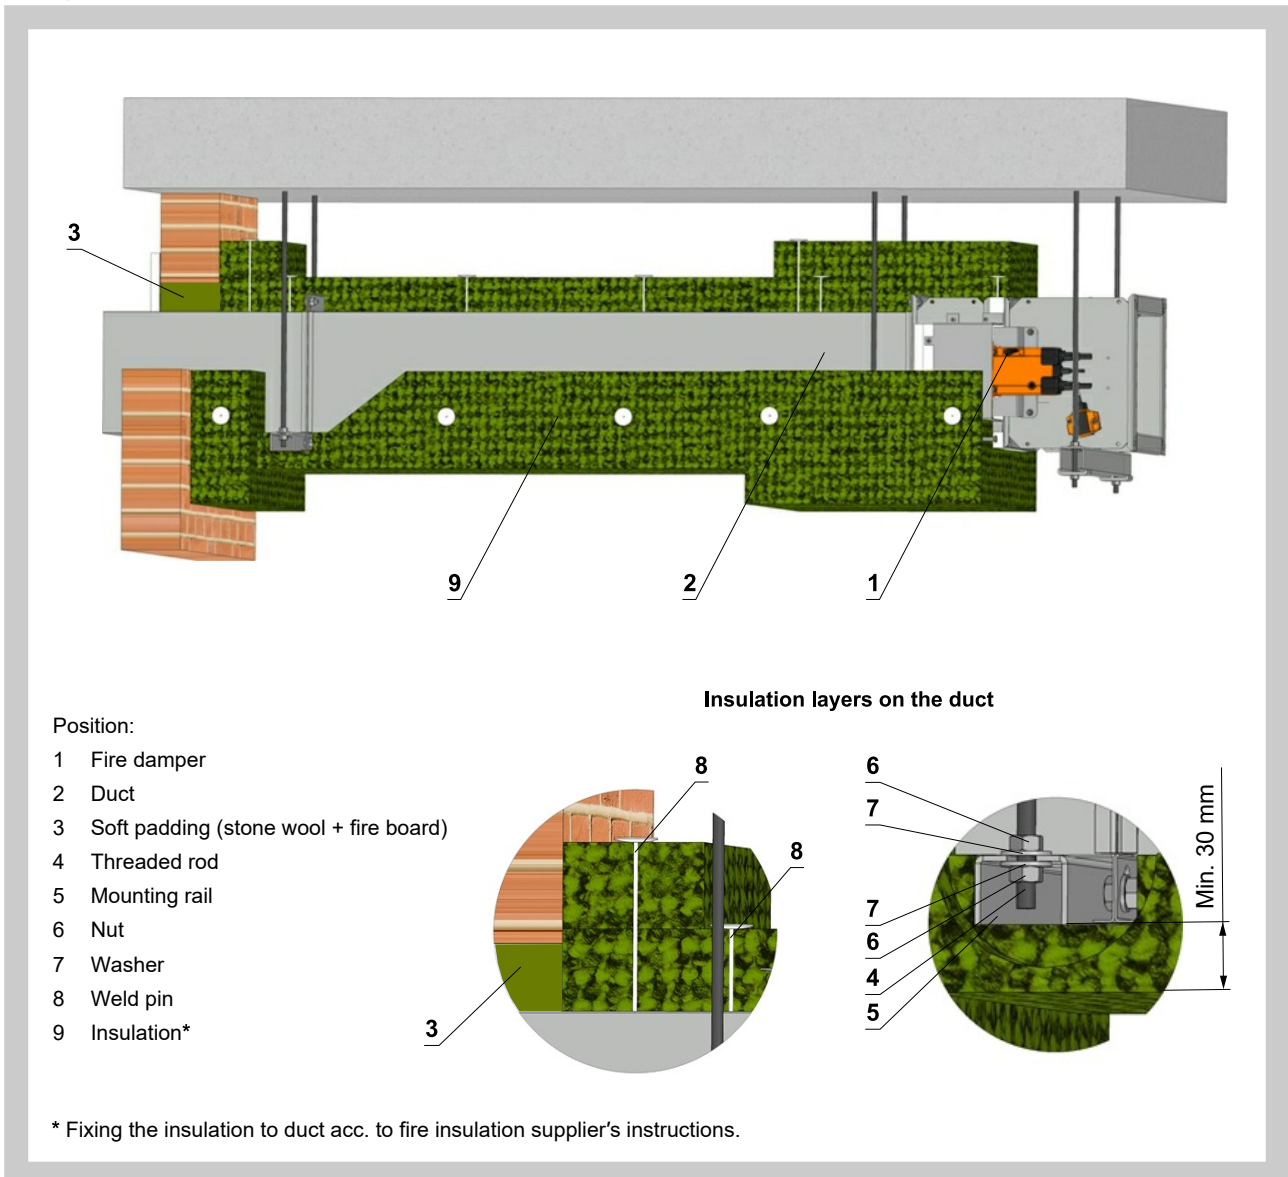 3
9
2
1
Insulation layers on the duct
Position:
1 Fire damper
2 Duct
3 Soft padding (stone wool + fire board)
4 Threaded rod
5 Mounting rail
6 Nut
7 Washer
8 Weld pin
9 Insulation*
8
8
3
6
7
7
6
4
5
Min. 30 mm
* Fixing the insulation to duct acc. to fire insulation supplier's instructions.